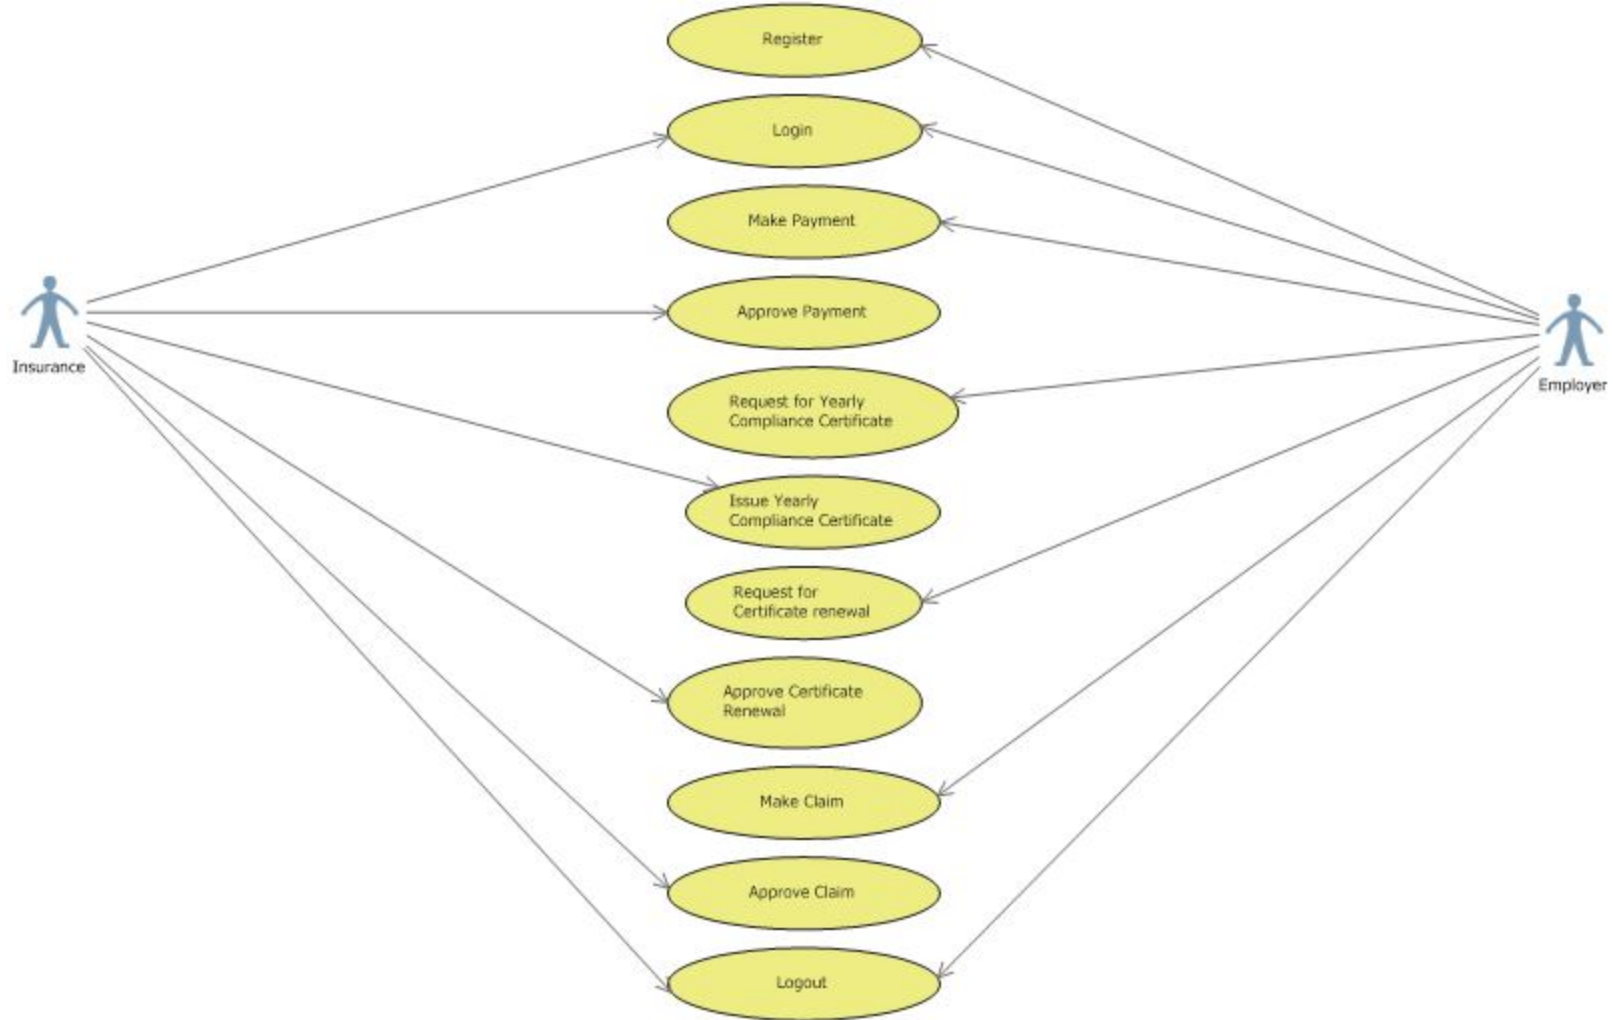 Register
Login
Make Payment
Approve Payment
Insurance
Employer
Request for Yearly
Compliance Certificate
Issue Yearly
Compliance Certificate
Request for
Certificate renewal
Approve Certificate
Renewal
Make Claim
Approve Claim
Logout